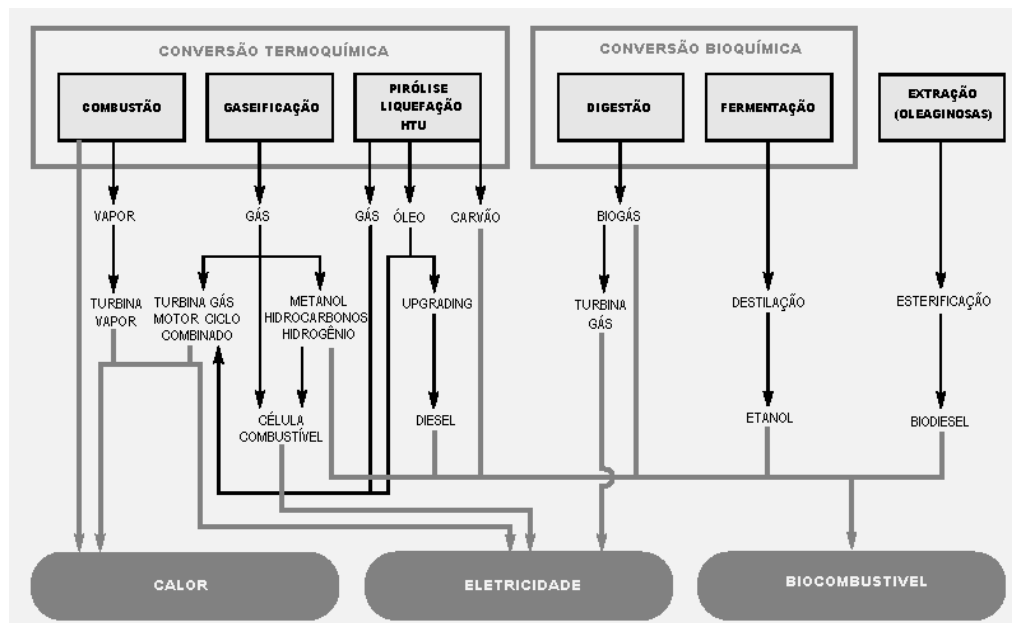 CONVERSÃO TERMOQUÍMICA
CONVERSÃO BIOQUÍMICA
COMBUSTÃO
GASEIFICAÇÃO
PIRÓLISE
LIQUEFAÇÃO
HTU
DIGESTÃO
FERMENTAÇÃO
EXTRAÇÃO
(OLEAGINOSAS)
VAPOR
GÁS
GÁS
ÓLEO
CARVÃO
BIOGÁS
TURBINA
VAPOR
TURBINA GÁS
MOTOR CICLO
COMBINADO
METANOL
HIDROCARBONOS
HIDROGÊNIO
UPGRADING
TURBINA
GÁS
DESTILAÇÃO
ESTERIFICAÇÃO
CÉLULA
COMBUSTÍVEL
DIESEL
ETANOL
BIODIESEL
CALOR
ELETRICIDADE
BIOCOMBUSTIVEL